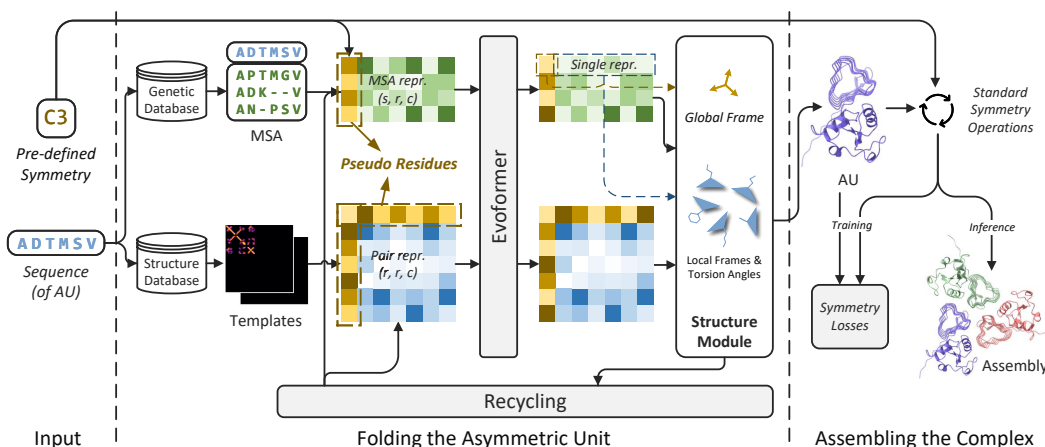 C3
Pre-defined
Symmetry
ADTMSV
Sequence
(of AU)
Genetic
Database
ADTMSV
APTMGV
ADK--V
AN-PSV
MSA
Structure
Database
Templates
MSA repr.
(s, r, c)
Pseudo Residues
Pair repr.
(r, r, c)
Evoformer
Single repr.
Global Frame
Local Frames &
Torsion Angles
Structure
Module
Recycling
AU
Standard
Symmetry
Operations
Training
Inference
Symmetry
Losses
Assembly
Input
Folding the Asymmetric Unit
Assembling the Complex